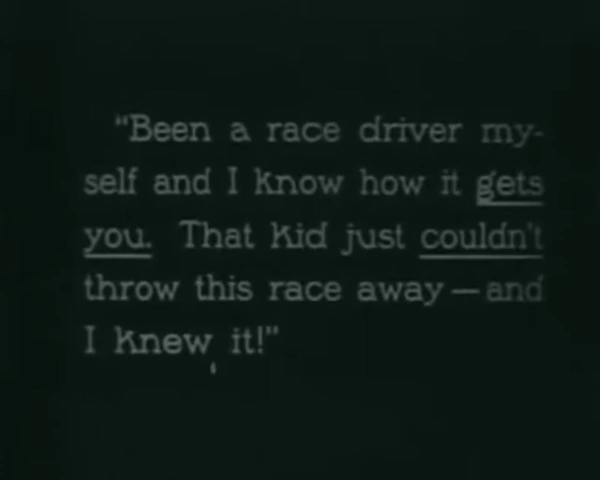 "Been a race driver my-
self and I know how it gets
you. That kid just couldn't
throw this race away—and
I knew it!"